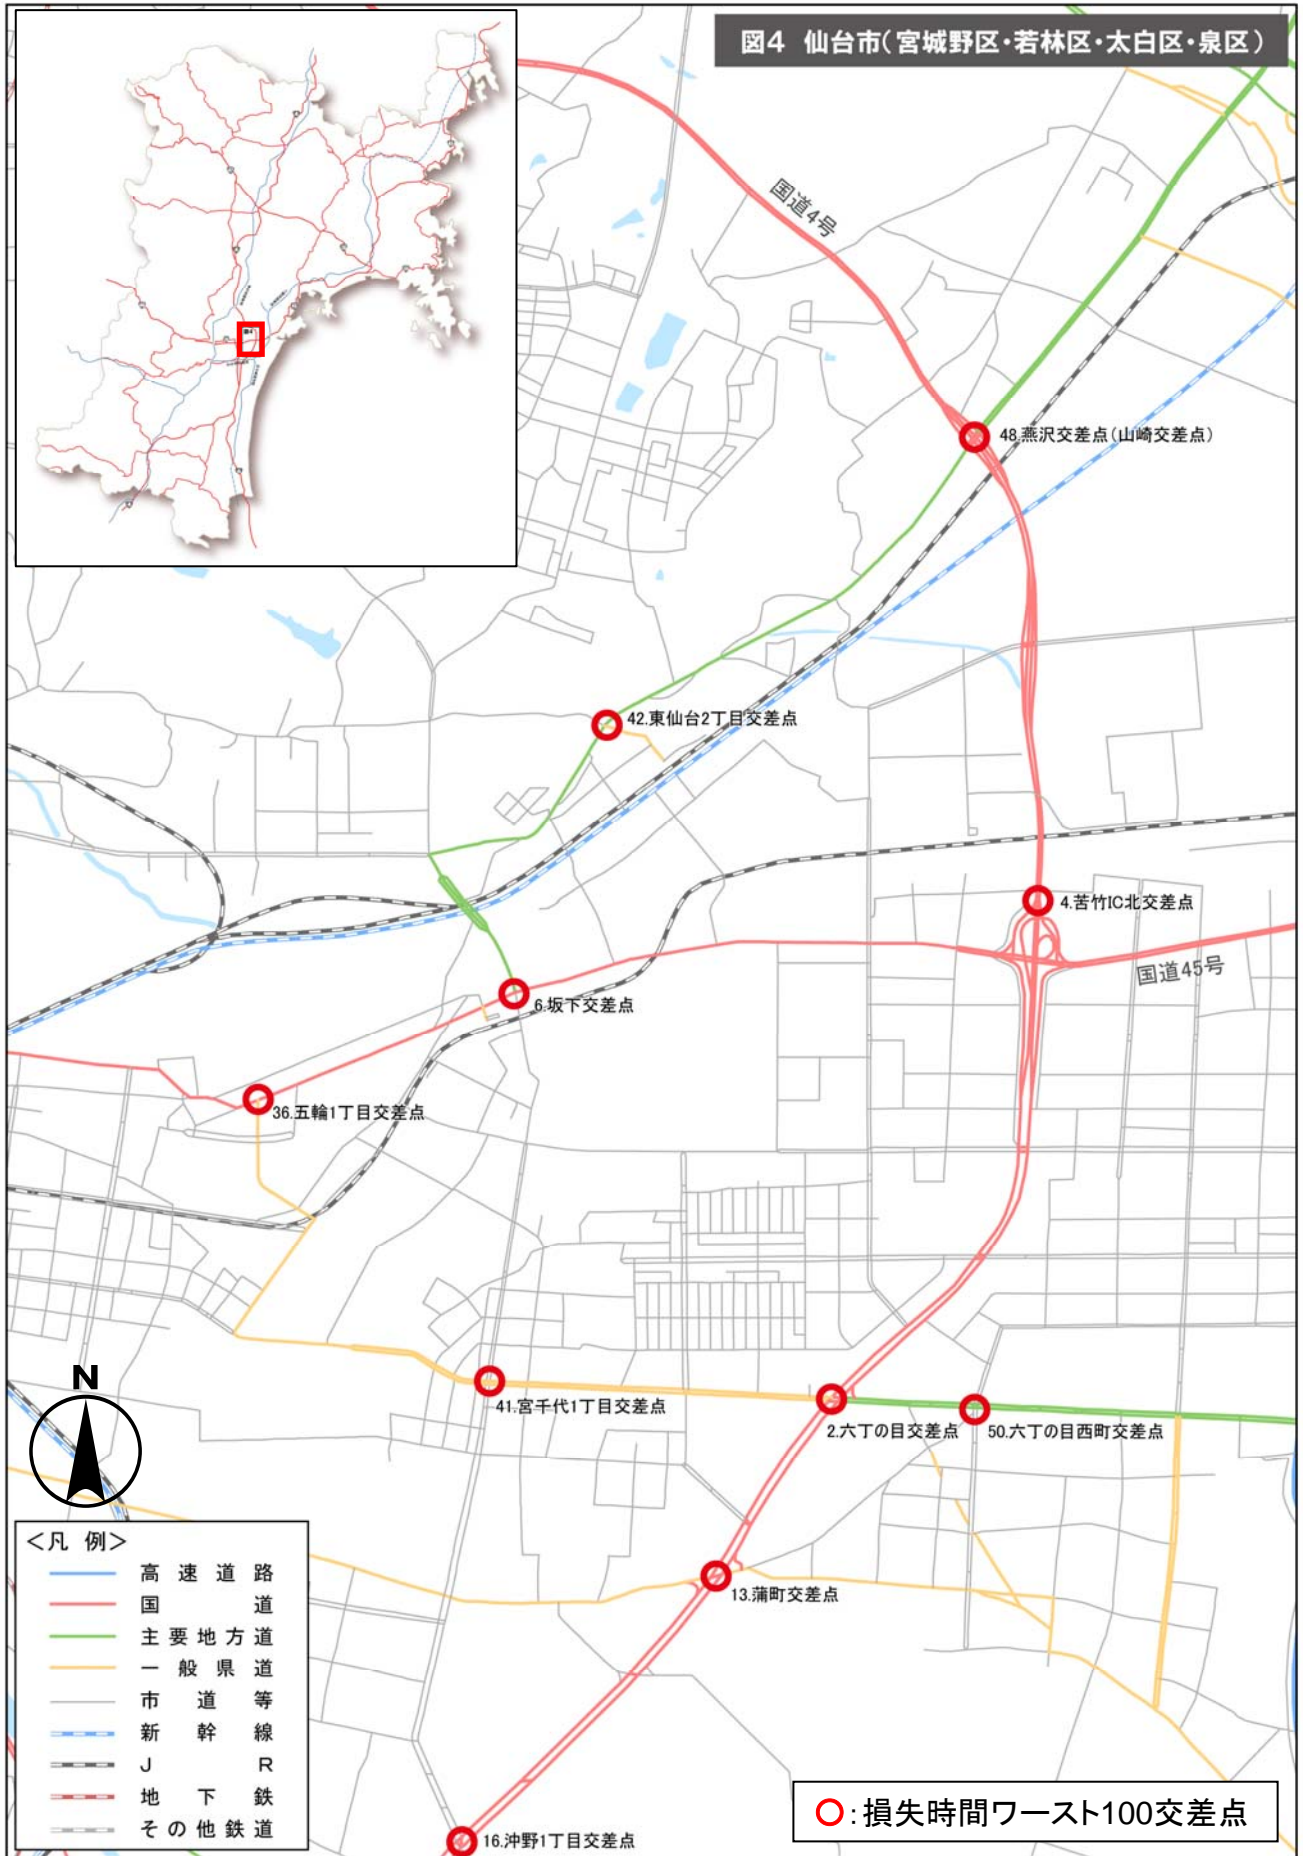 図4 仙台市(宮城野区・若林区・太白区・泉区)
国道4号
48.燕沢交差点(山崎交差点)
42.東仙台2丁目交差点
4.苦竹IC北交差点
国道45号
6.坂下交差点
36.五輪1丁目交差点
41.宮千代1丁目交差点
2.六丁の目交差点
50.六丁の目西町交差点
13.蒲町交差点
16.沖野1丁目交差点
N
<凡 例>
高速道路
国道
主要地方道
一般県道
市道等
新幹線
JR
地下鉄
その他鉄道
○:損失時間ワースト100交差点